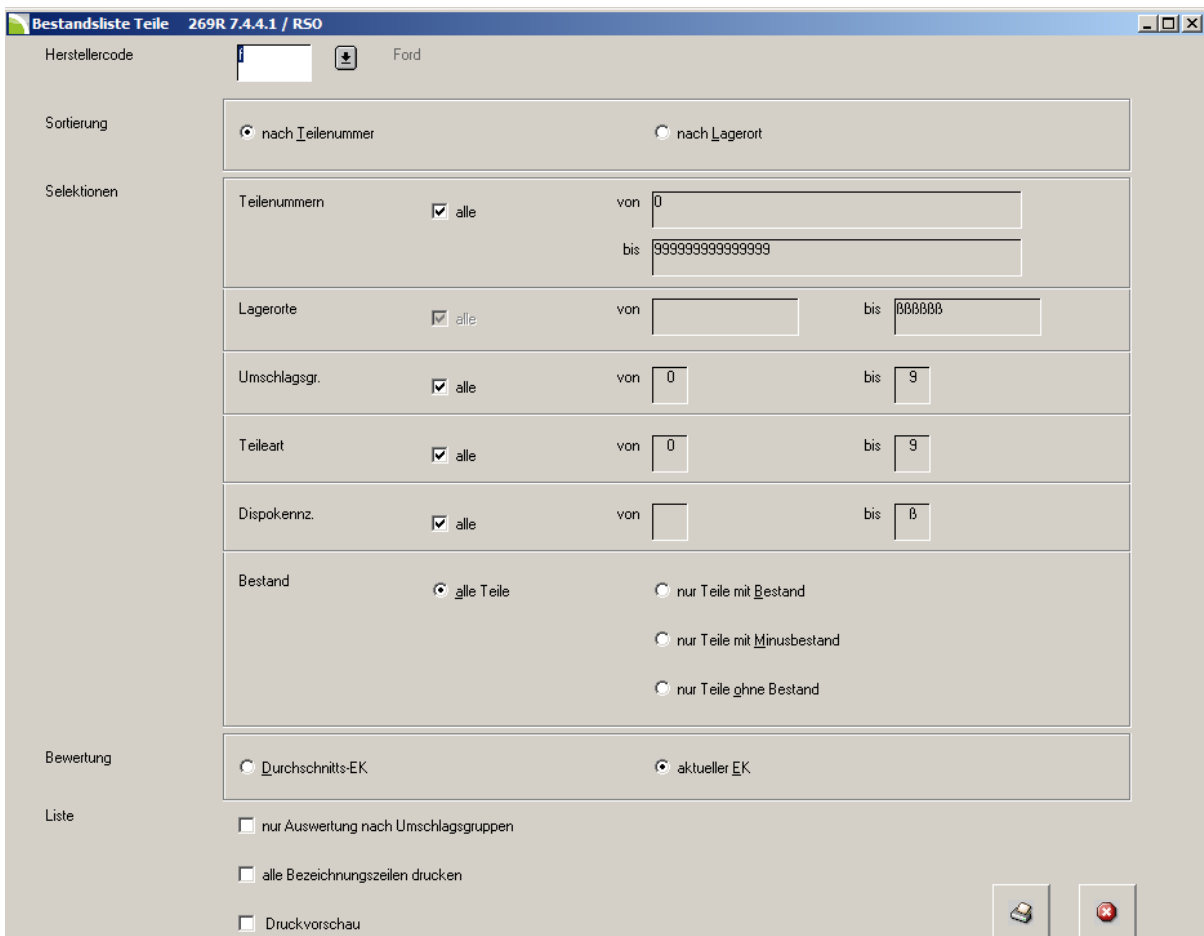 Bestandsliste Teile 269R 7.4.4.1 / RSO
Herstellercode f Ford
Sortierung nach Teilenummer nach Lagerort
Selektionen
Teilenummern alle von 0
bis 999999999999999
Lagerorte alle von bis ßßßßßß
Umschlagsgr. alle von 0 bis 9
Teileart alle von 0 bis 9
Dispokennz. alle von bis ß
Bestand alle Teile nur Teile mit Bestand
nur Teile mit Minusbestand
nur Teile ohne Bestand
Bewertung Durchschnitts-EK aktueller EK
Liste
nur Auswertung nach Umschlagsgruppen
alle Bezeichnungszeilen drucken
Druckvorschau